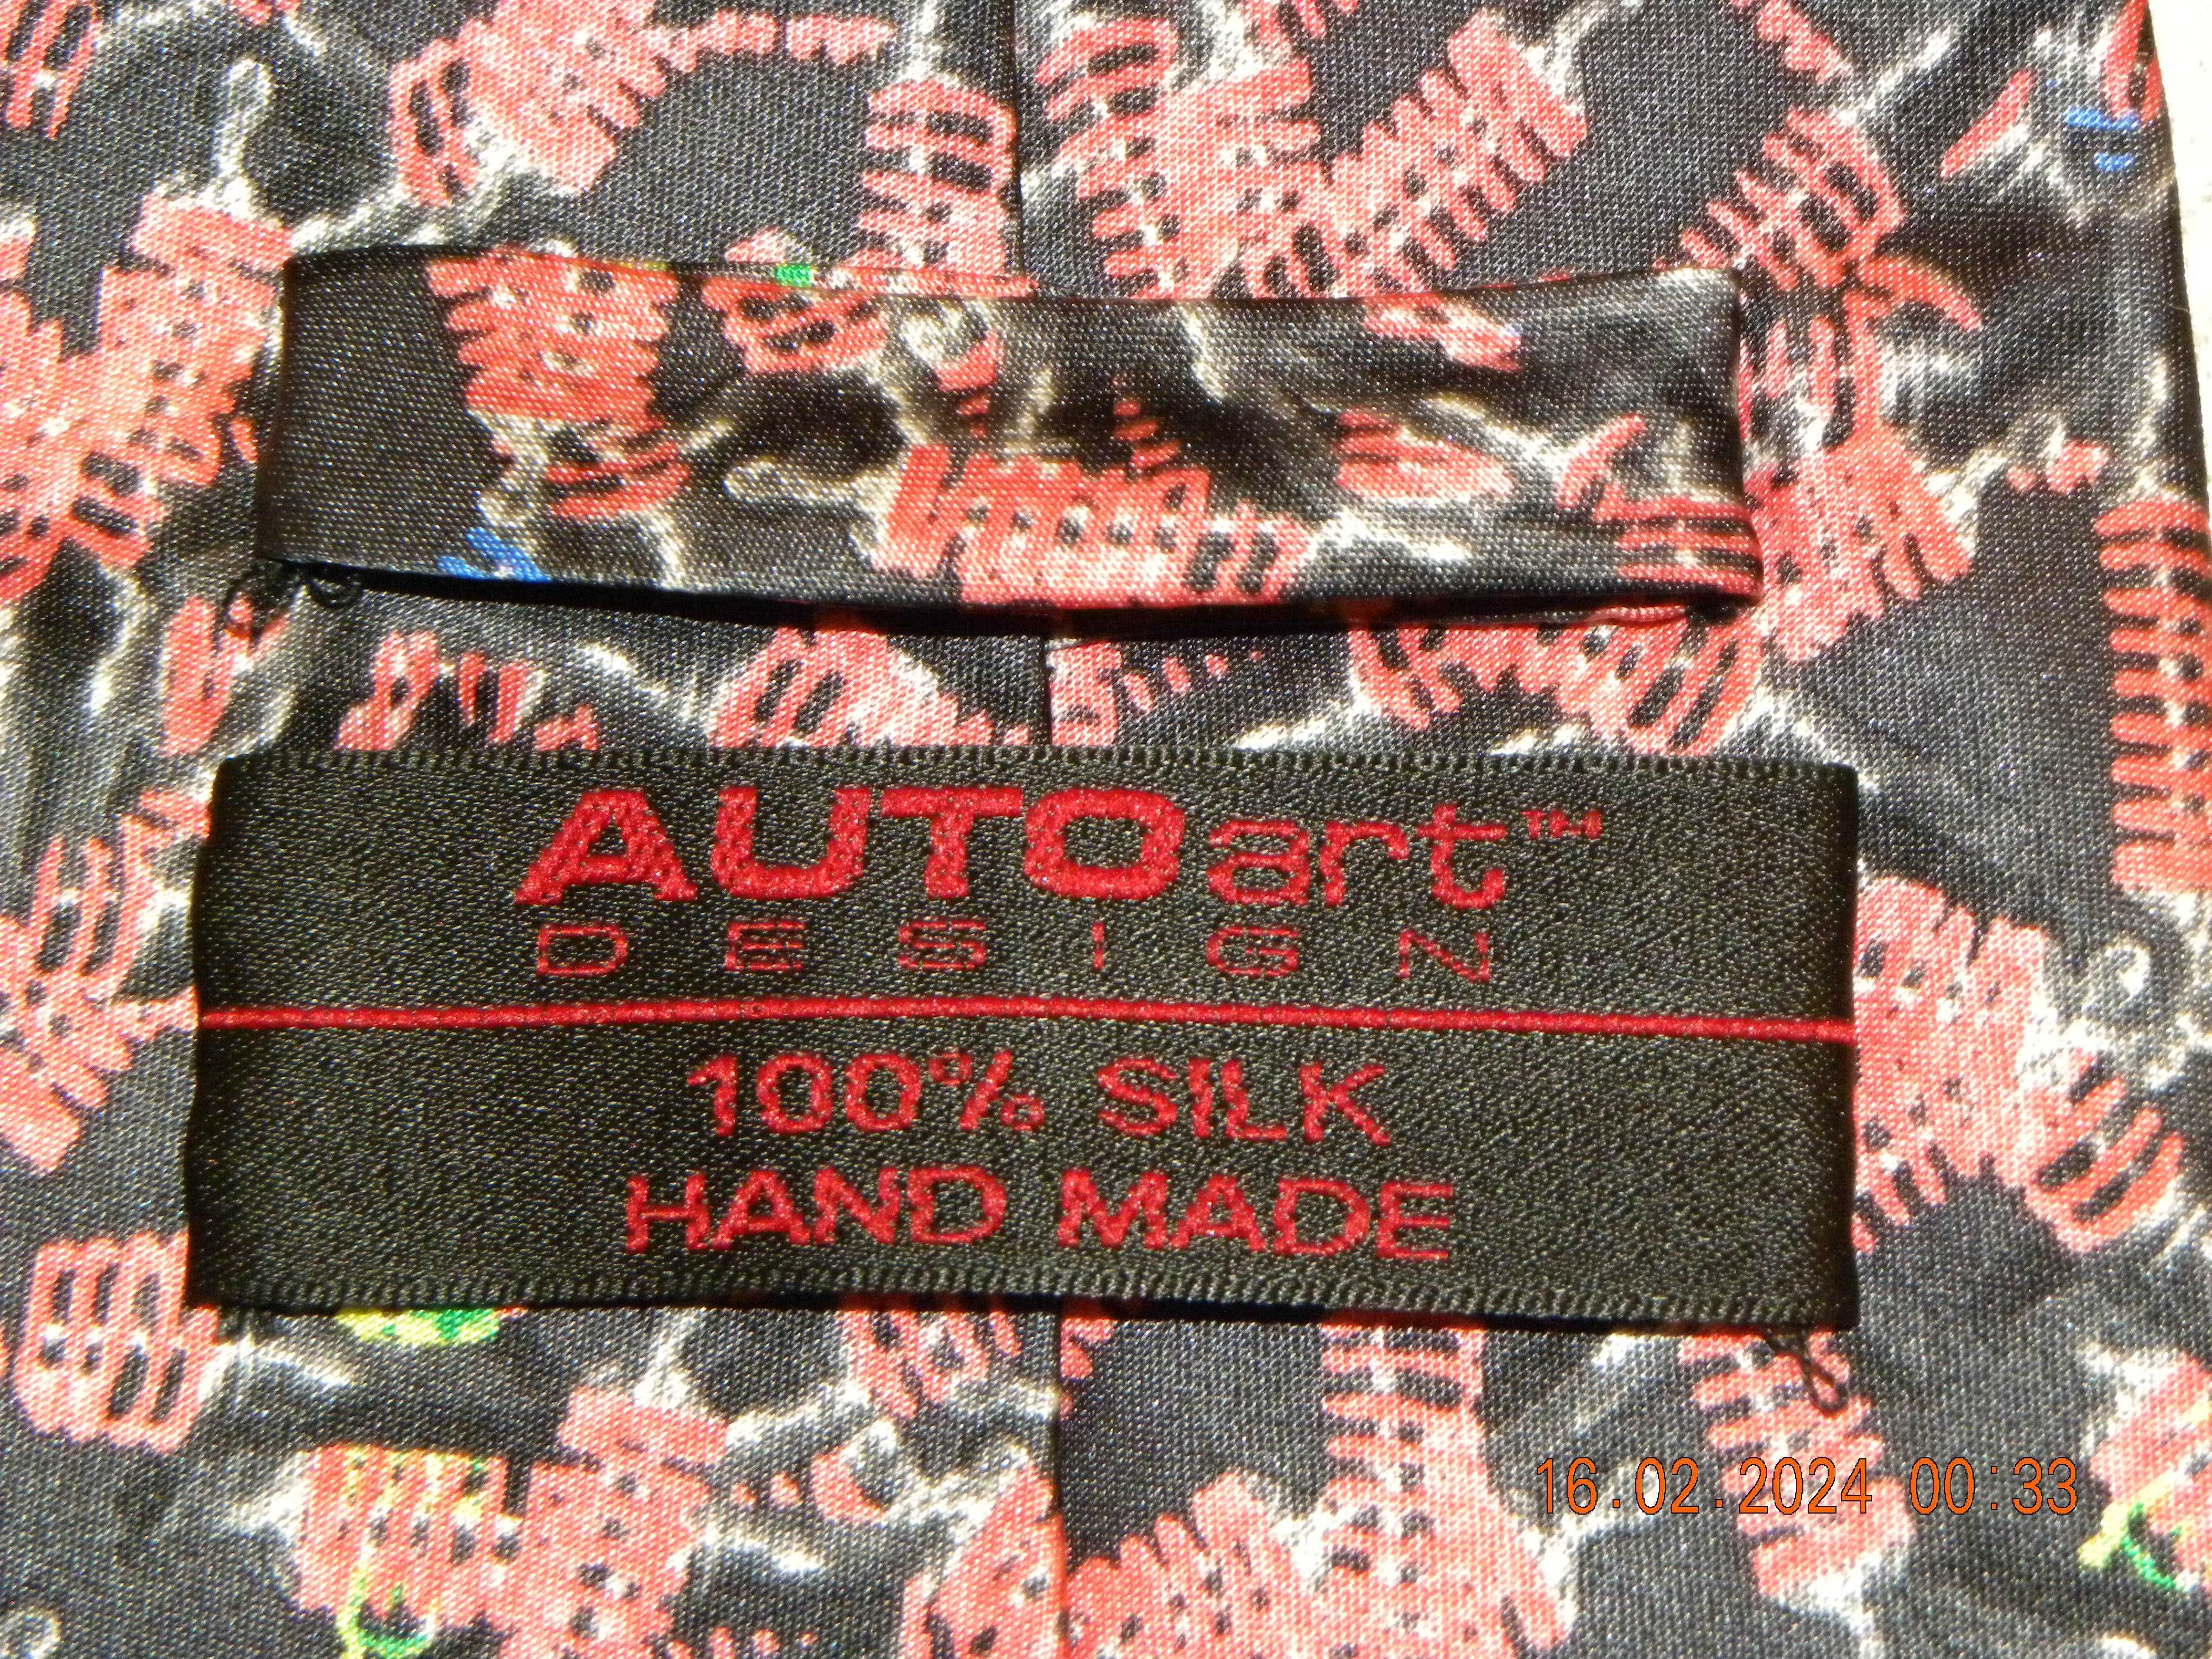 AUTOart™
DESIGN
100% SILK
HAND MADE
16.02.2024 00:33